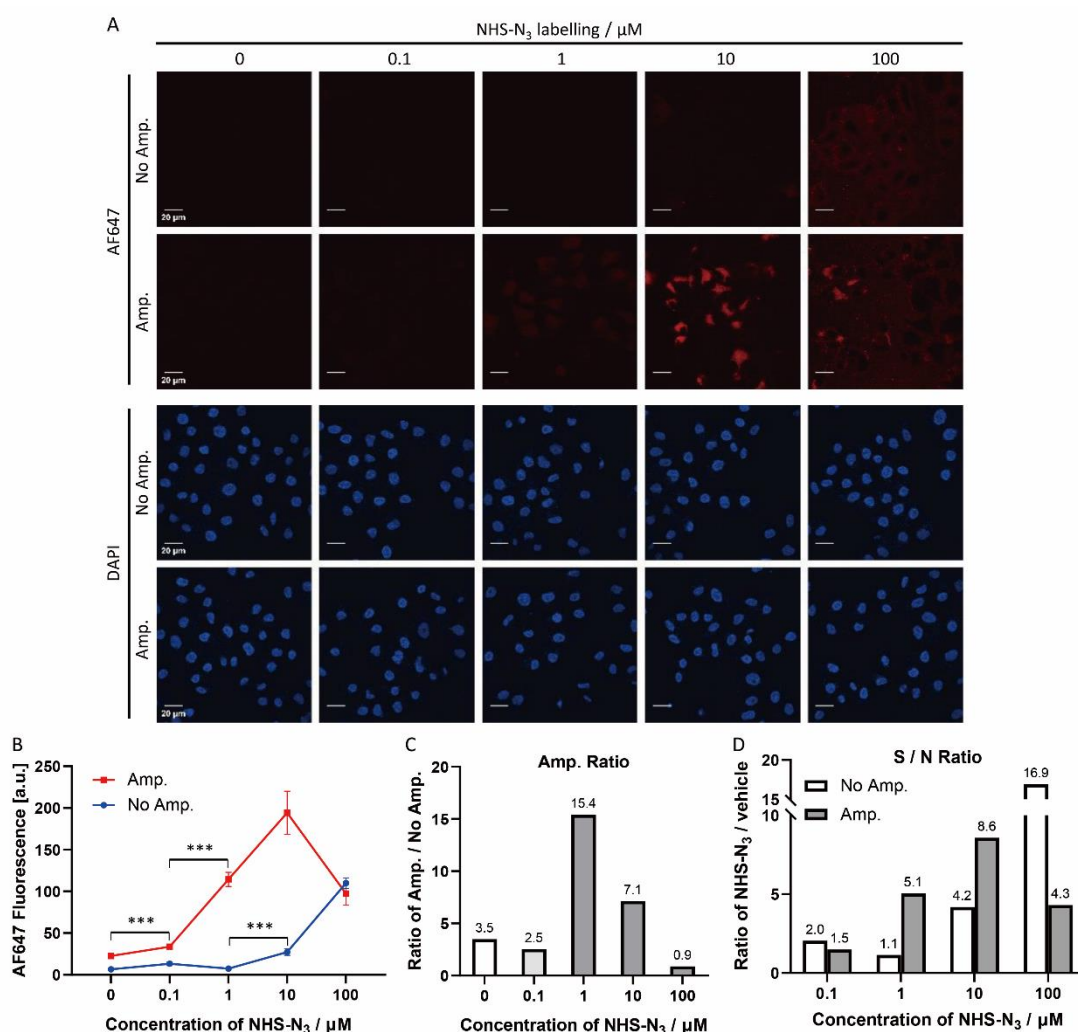 A
NHS-N₃ labelling / µM
0 0.1 1 10 100
AF647
No Amp.
20 µm
Amp.
20 µm
DAPI
No Amp.
20 µm
Amp.
20 µm
B
AF647 Fluorescence [a.u.]
250
200
150
100
50
0
Amp.
No Amp.
***
***
***
0 0.1 1 10 100
Concentration of NHS-N₃ / µM
C
Amp. Ratio
Ratio of Amp. / No Amp.
20
15
10
5
0
3.5
2.5
15.4
7.1
0.9
0 0.1 1 10 100
Concentration of NHS-N₃ / µM
D
S / N Ratio
Ratio of NHS-N₃ / vehicle
20
15
10
5
0
No Amp.
Amp.
2.0
1.5
1.1
5.1
4.2
8.6
16.9
4.3
0.1 1 10 100
Concentration of NHS-N₃ / µM